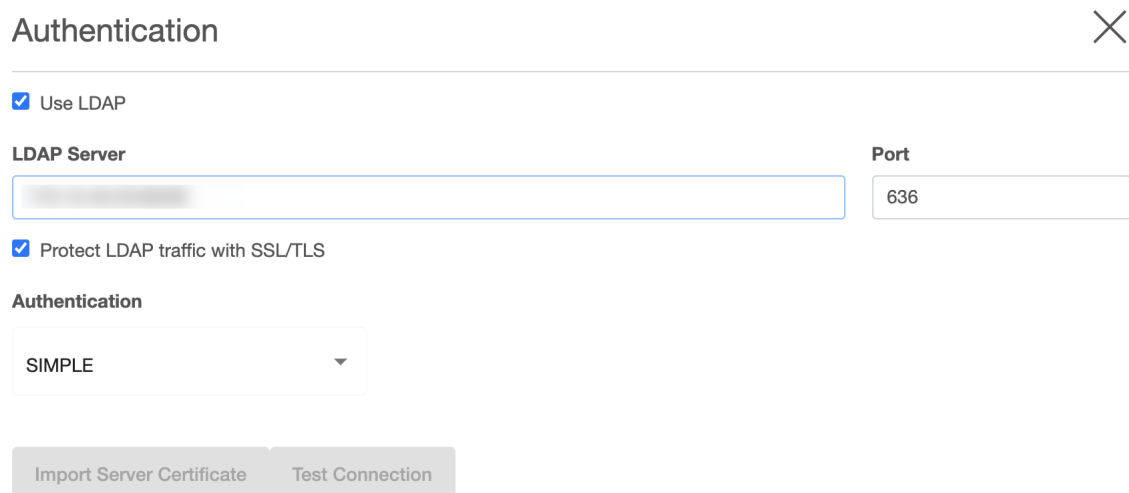 Authentication
Use LDAP
LDAP Server
Port
636
Protect LDAP traffic with SSL/TLS
Authentication
SIMPLE
Import Server Certificate
Test Connection